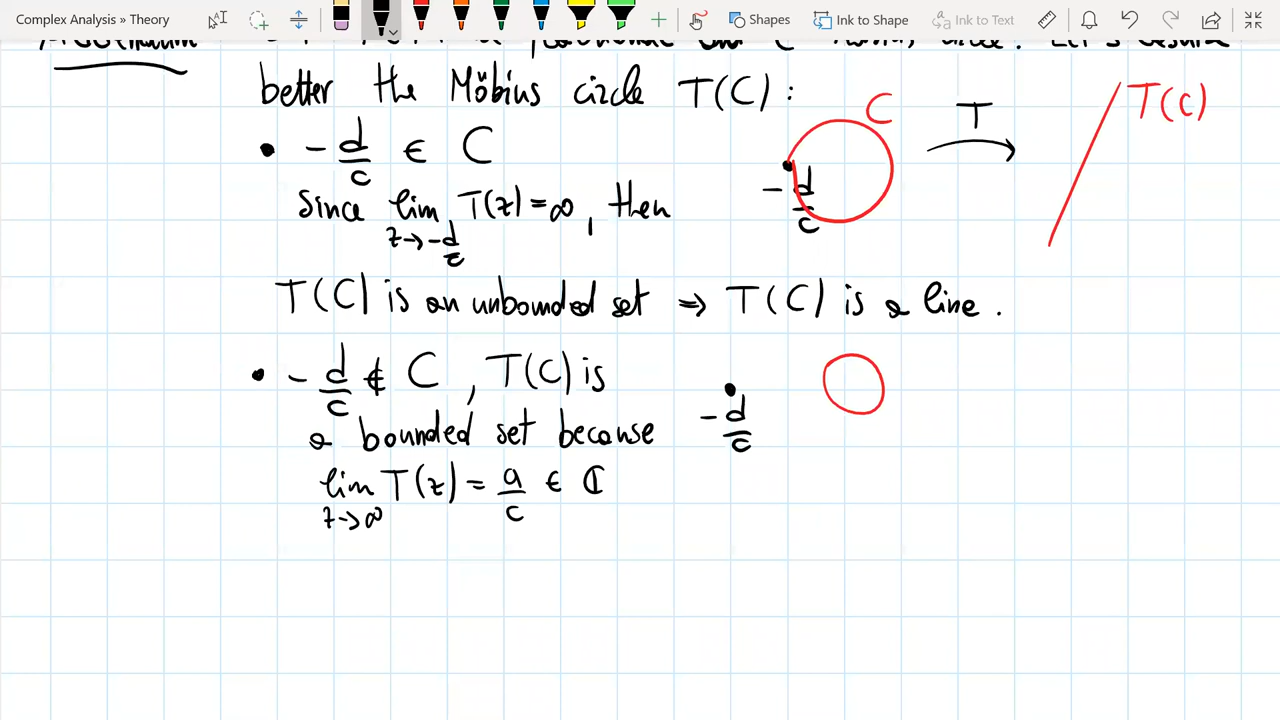 Complex Analysis » Theory
Shapes
Ink to Shape
Ink to Text
better the Möbius circle T(C) :
• -d/c ∈ C
Since lim z→-d/c T(z) = ∞, then
T(C) is an unbounded set ⇒ T(C) is a line.
C
-d/c
T
T(C)
• -d/c ∉ C , T(C) is
a bounded set because
lim z→∞ T(z) = a/c ∈ ℂ
-d/c